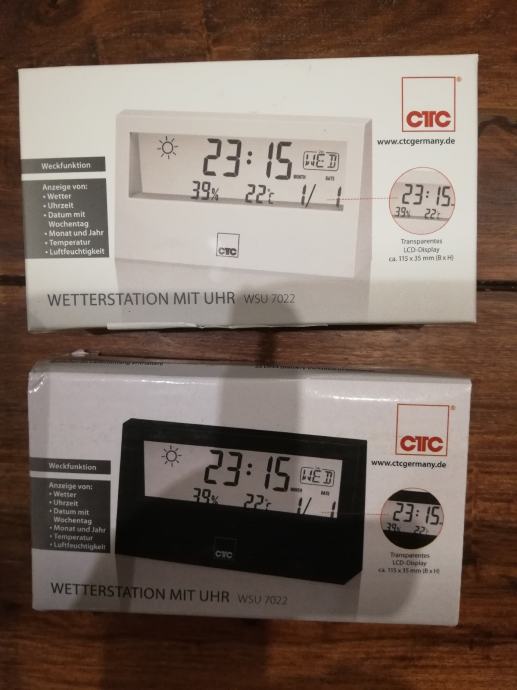 CTC
®
www.ctcgermany.de
Weckfunktion
Anzeige von:
• Wetter
• Uhrzeit
• Datum mit
Wochentag
• Monat und Jahr
• Temperatur
• Luftfeuchtigkeit
23:15 WED
MONTH DATE
39% 22°C 1/ 1
CTC
23:15
39% 22°C
Transparentes
LCD-Display
ca. 115 x 35 mm (B x H)
WETTERSTATION MIT UHR WSU 7022
CTC
®
www.ctcgermany.de
Weckfunktion
Anzeige von:
• Wetter
• Uhrzeit
• Datum mit
Wochentag
• Monat und Jahr
• Temperatur
• Luftfeuchtigkeit
23:15 WED
MONTH DATE
39% 22°C 1/ 1
CTC
23:15
39% 22°C
Transparentes
LCD-Display
ca. 115 x 35 mm (B x H)
WETTERSTATION MIT UHR WSU 7022